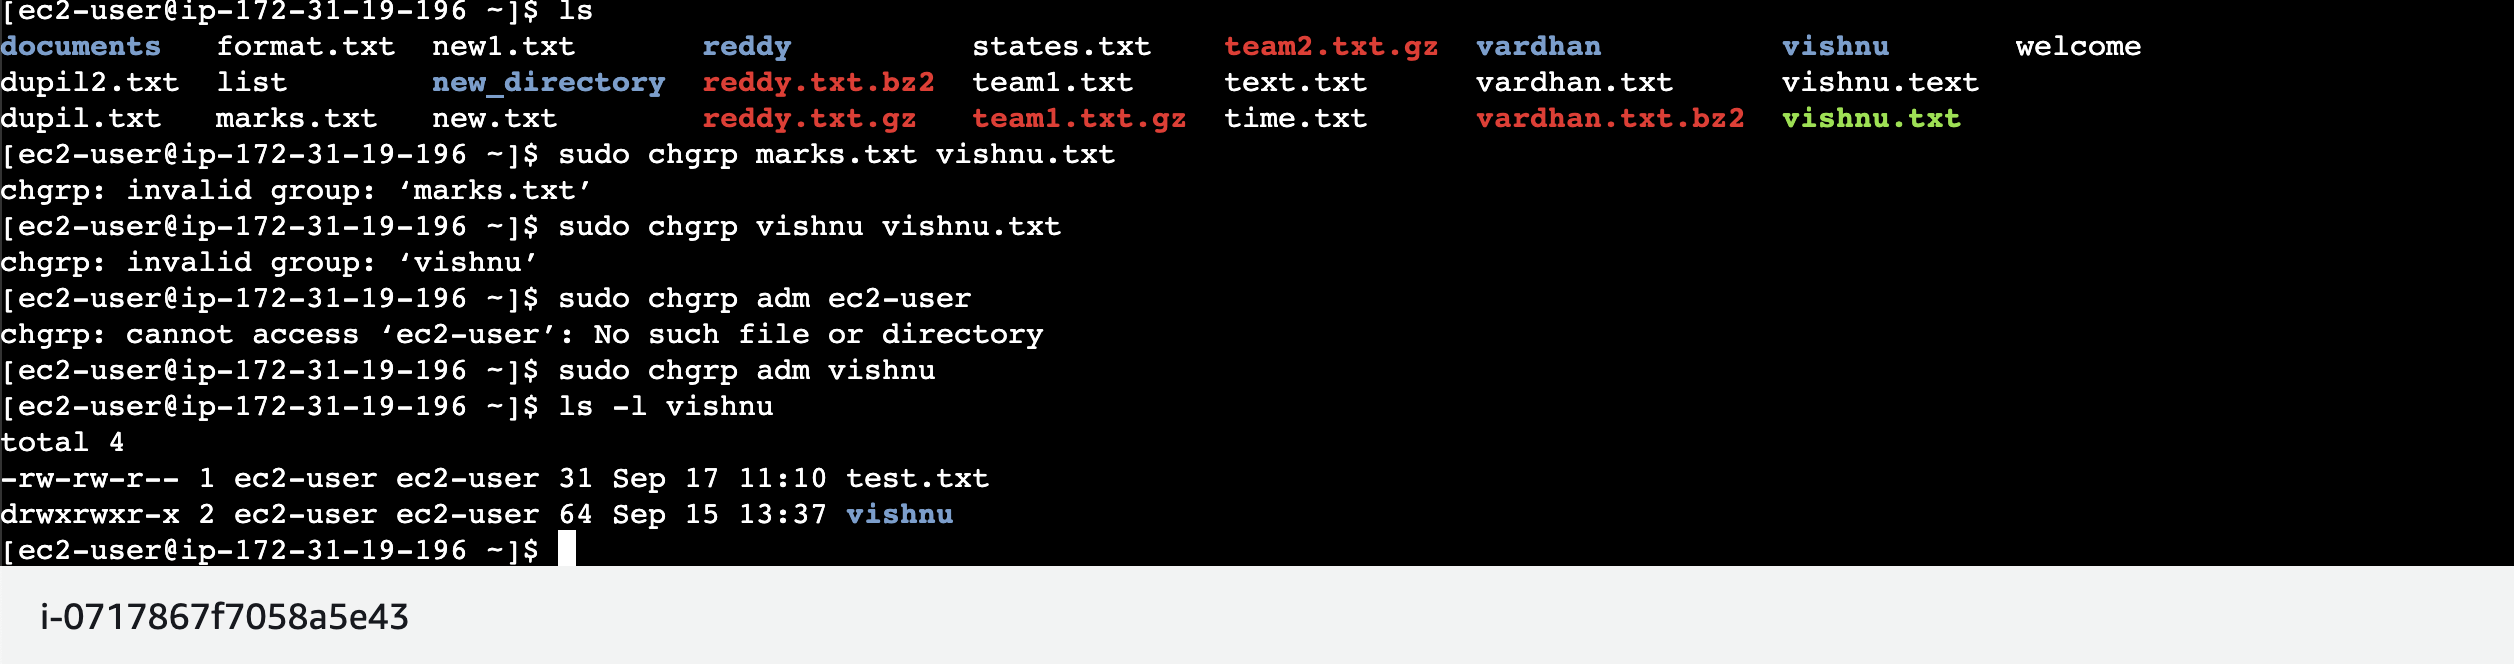 [ec2-user@ip-172-31-19-196 ~]$ ls
documents format.txt new1.txt reddy states.txt team2.txt.gz vardhan vishnu welcome
dupil2.txt list new_directory reddy.txt.bz2 team1.txt text.txt vardhan.txt vishnu.text
dupil.txt marks.txt new.txt reddy.txt.gz team1.txt.gz time.txt vardhan.txt.bz2 vishnu.txt
[ec2-user@ip-172-31-19-196 ~]$ sudo chgrp marks.txt vishnu.txt
chgrp: invalid group: ‘marks.txt’
[ec2-user@ip-172-31-19-196 ~]$ sudo chgrp vishnu vishnu.txt
chgrp: invalid group: ‘vishnu’
[ec2-user@ip-172-31-19-196 ~]$ sudo chgrp adm ec2-user
chgrp: cannot access ‘ec2-user’: No such file or directory
[ec2-user@ip-172-31-19-196 ~]$ sudo chgrp adm vishnu
[ec2-user@ip-172-31-19-196 ~]$ ls -l vishnu
total 4
-rw-rw-r-- 1 ec2-user ec2-user 31 Sep 17 11:10 test.txt
drwxrwxr-x 2 ec2-user ec2-user 64 Sep 15 13:37 vishnu
[ec2-user@ip-172-31-19-196 ~]$
i-0717867f7058a5e43